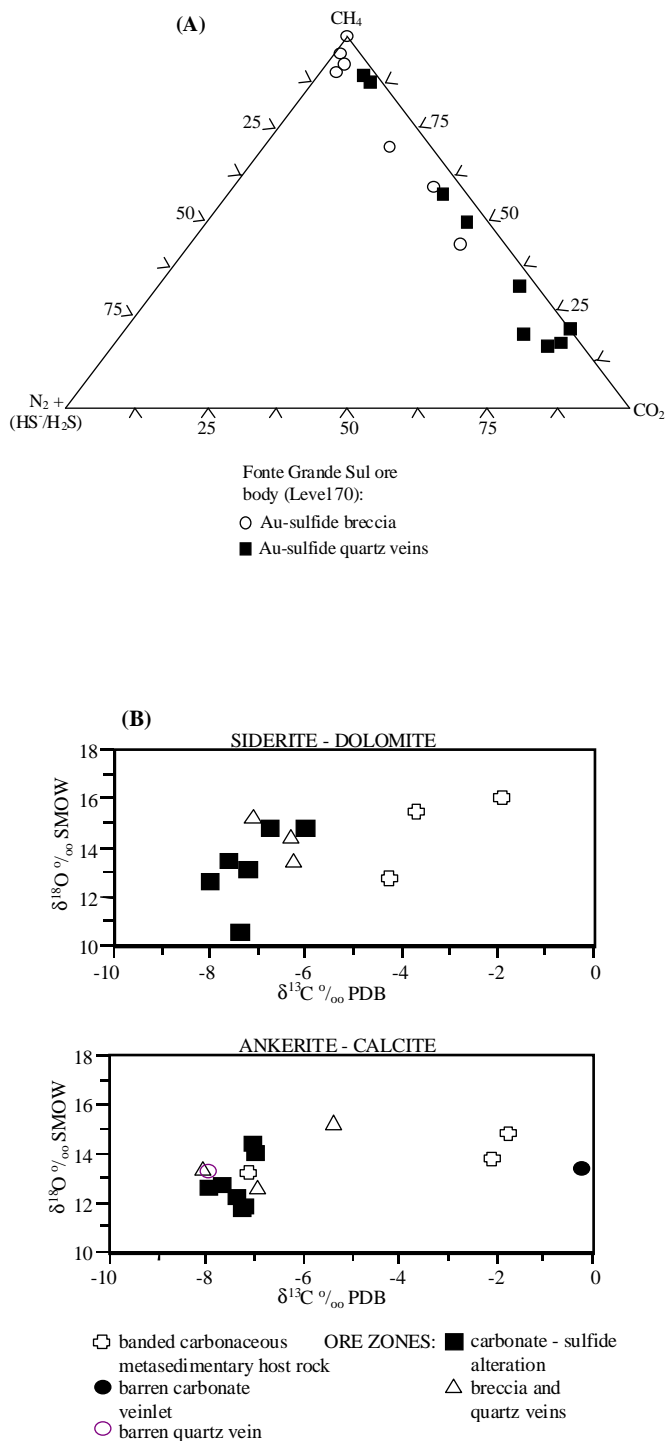 (A)
CH₄
25
75
50
50
75
25
N₂ +
(HS⁻/H₂S)
CO₂
25
50
75
Fonte Grande Sul ore
body (Level 70):
Au-sulfide breccia
Au-sulfide quartz veins
(B)
SIDERITE - DOLOMITE
18
16
14
12
10
δ¹⁸O °/₀₀ SMOW
-10
-8
-6
-4
-2
0
δ¹³C °/₀₀ PDB
ANKERITE - CALCITE
18
16
14
12
10
δ¹⁸O °/₀₀ SMOW
-10
-8
-6
-4
-2
0
δ¹³C °/₀₀ PDB
banded carbonaceous
metasedimentary host rock
barren carbonate
veinlet
barren quartz vein
ORE ZONES:
carbonate - sulfide
alteration
breccia and
quartz veins